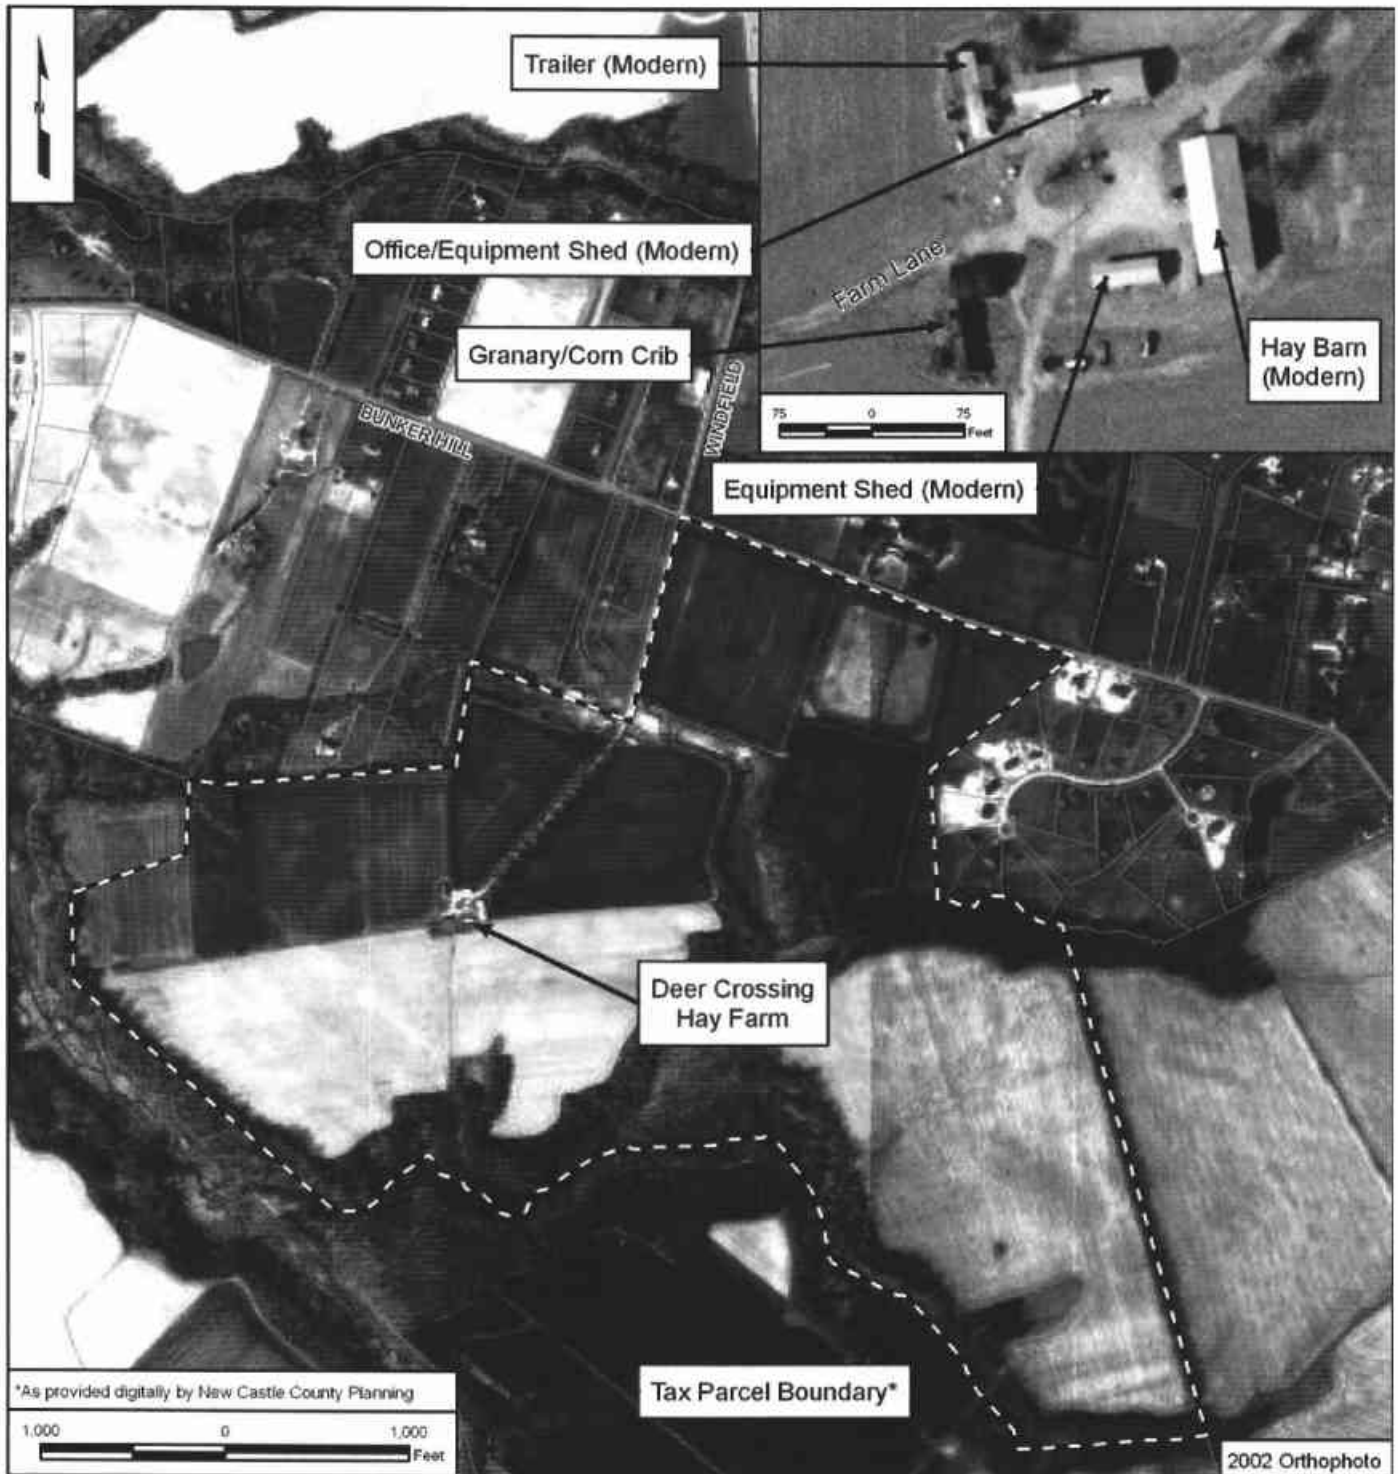 N
Trailer (Modern)
Office/Equipment Shed (Modern)
Farm Lane
Granary/Corn Crib
Hay Barn
(Modern)
75 0 75
Feet
BUNKER HILL
WINDFIELD
Equipment Shed (Modern)
Deer Crossing
Hay Farm
*As provided digitally by New Castle County Planning
1,000 0 1,000
Feet
Tax Parcel Boundary*
2002 Orthophoto